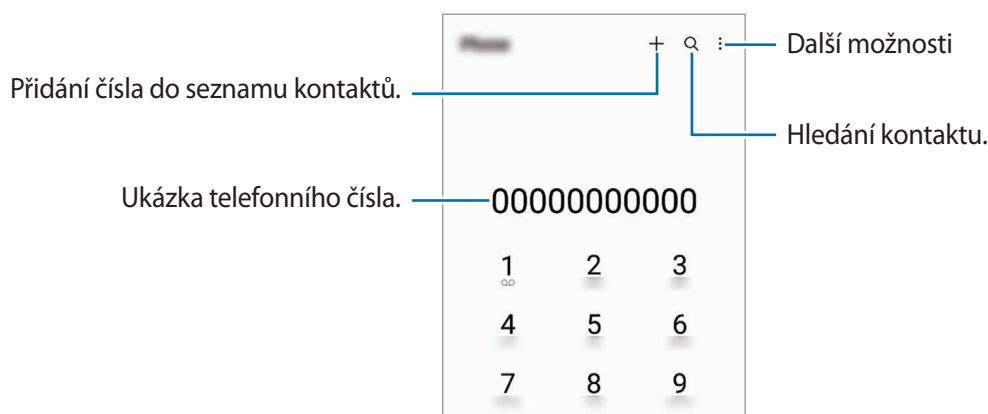 Další možnosti
Přidání čísla do seznamu kontaktů.
Hledání kontaktu.
Ukázka telefonního čísla.
00000000000
1 2 3
4 5 6
7 8 9